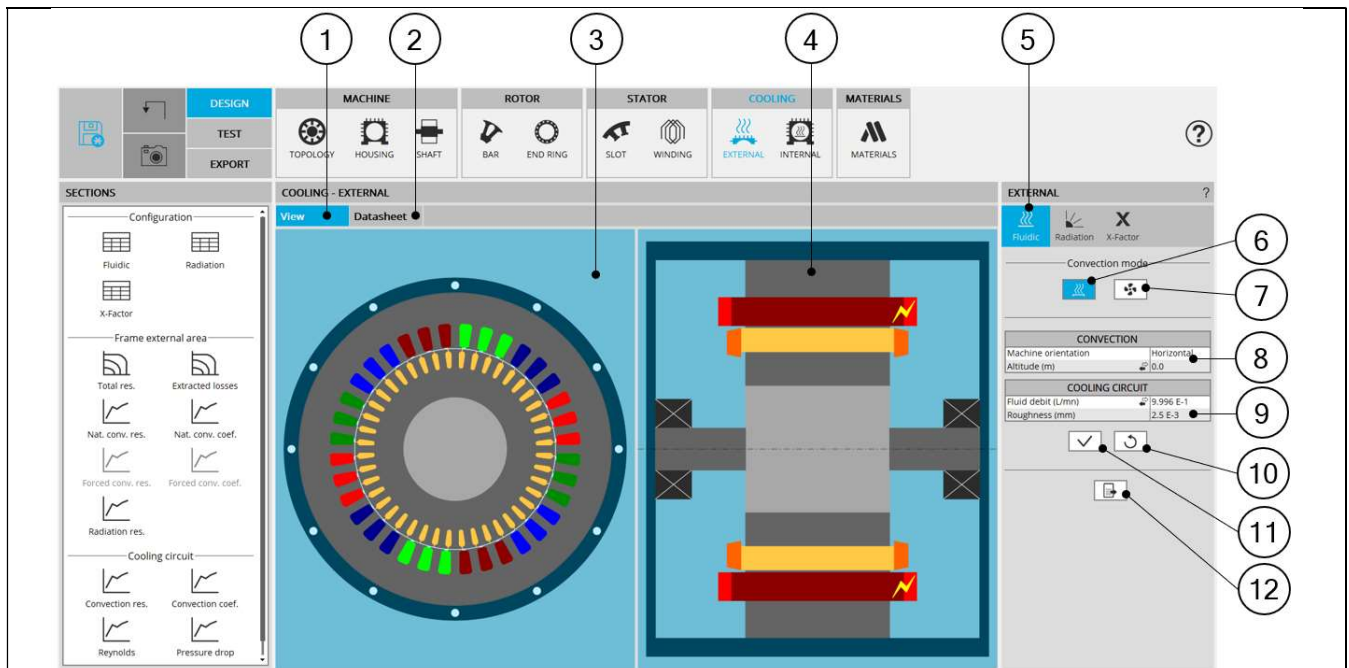 1 2 3 4 5
DESIGN
TEST
EXPORT
MACHINE
TOPOLOGY HOUSING SHAFT
ROTOR
BAR END RING
STATOR
SLOT WINDING
COOLING
EXTERNAL INTERNAL
MATERIALS
MATERIALS
?
SECTIONS
Configuration
Fluidic Radiation
X-Factor
Frame external area
Total res. Extracted losses
Nat. conv. res. Nat. conv. coef.
Forced conv. res. Forced conv. coef.
Radiation res.
Cooling circuit
Convection res. Convection coef.
Reynolds Pressure drop
COOLING - EXTERNAL
View Datasheet
EXTERNAL ?
Fluidic Radiation X-Factor
Convection mode
CONVECTION
Machine orientation Horizontal
Altitude (m) 0.0
COOLING CIRCUIT
Fluid debit (L/mn) 9.996 E-1
Roughness (mm) 2.5 E-3
6
7
8
9
10
11
12